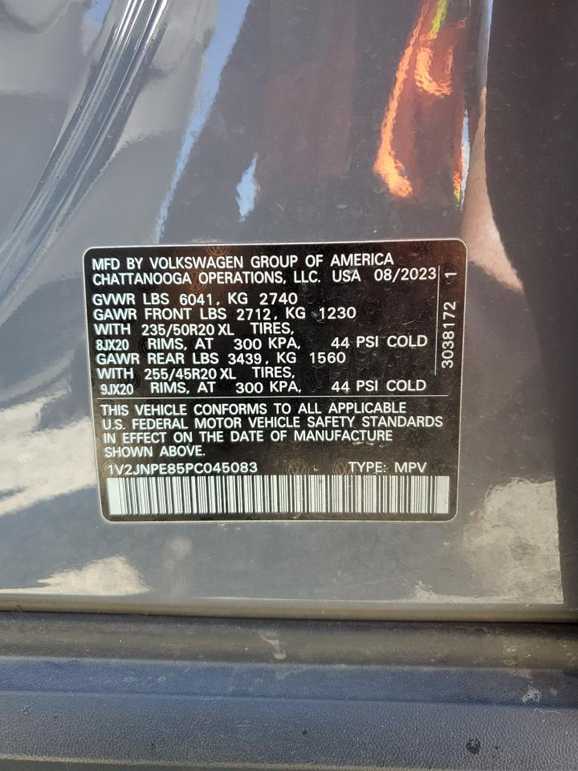 MFD BY VOLKSWAGEN GROUP OF AMERICA
CHATTANOOGA OPERATIONS, LLC. USA 08/2023
GVWR LBS 6041, KG 2740
GAWR FRONT LBS 2712, KG 1230
WITH 235/50R20 XL TIRES,
8JX20 RIMS, AT 300 KPA, 44 PSI COLD
GAWR REAR LBS 3439, KG 1560
WITH 255/45R20 XL TIRES,
9JX20 RIMS, AT 300 KPA, 44 PSI COLD
THIS VEHICLE CONFORMS TO ALL APPLICABLE
U.S. FEDERAL MOTOR VEHICLE SAFETY STANDARDS
IN EFFECT ON THE DATE OF MANUFACTURE
SHOWN ABOVE.
1V2JNPE85PC045083 TYPE: MPV
3038172 1